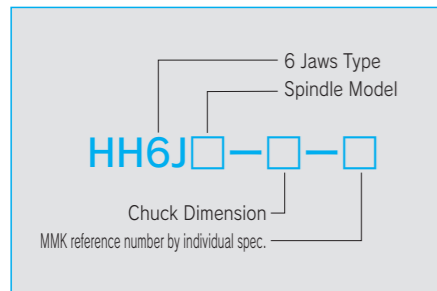 6 Jaws Type
Spindle Model
HH6J□－□－□
Chuck Dimension
MMK reference number by individual spec.